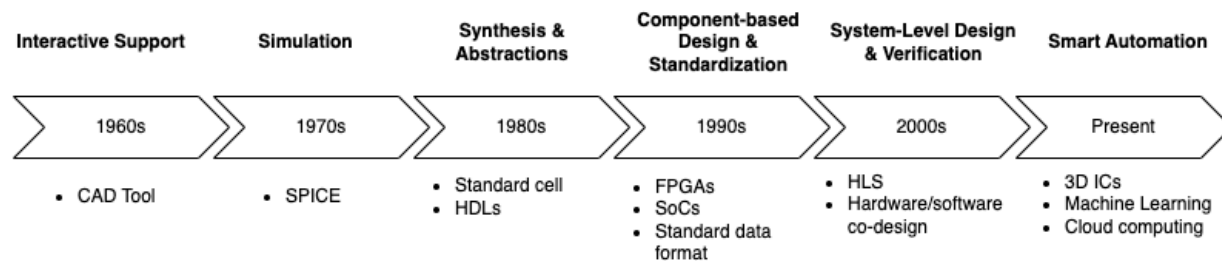 Interactive Support
Simulation
Synthesis &
Abstractions
Component-based
Design &
Standardization
System-Level Design
& Verification
Smart Automation
1960s
1970s
1980s
1990s
2000s
Present
• CAD Tool
• SPICE
• Standard cell
• HDLs
• FPGAs
• SoCs
• Standard data
format
• HLS
• Hardware/software
co-design
• 3D ICs
• Machine Learning
• Cloud computing